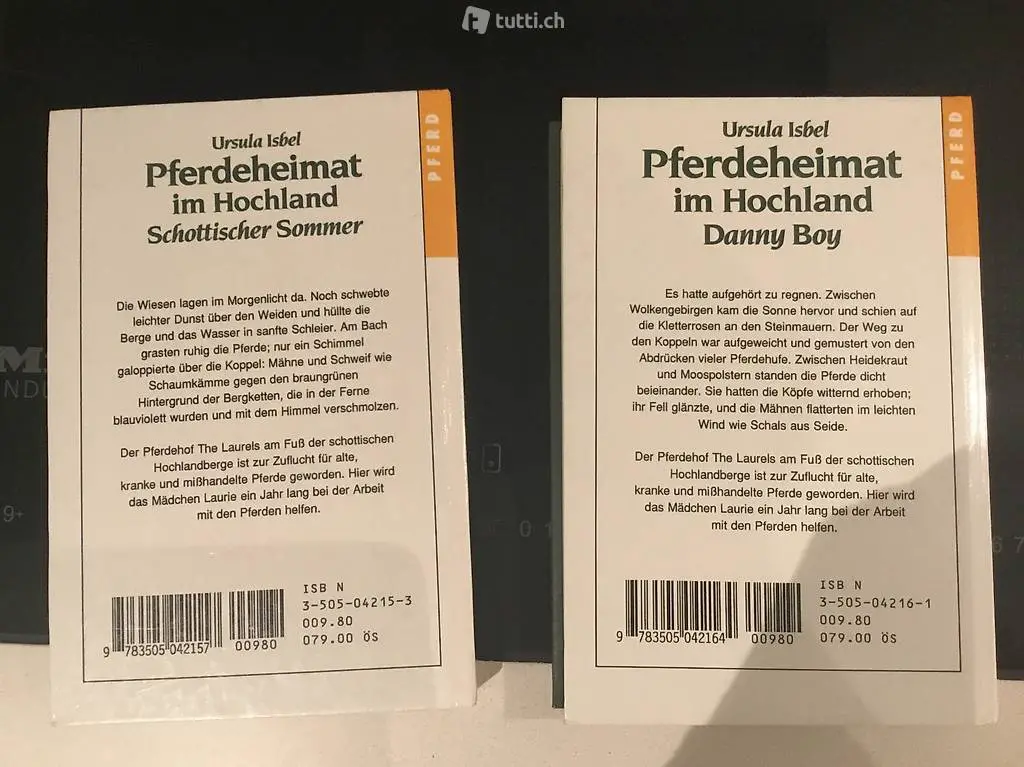 tutti.ch
Ursula Isbel
Pferdeheimat
im Hochland
Schottischer Sommer
PFERD
Die Wiesen lagen im Morgenlicht da. Noch schwebte
leichter Dunst über den Weiden und hüllte die
Berge und das Wasser in sanfte Schleier. Am Bach
grasten ruhig die Pferde; nur ein Schimmel
galoppierte über die Koppel: Mähne und Schweif wie
Schaumkämme gegen den braungrünen
Hintergrund der Bergketten, die in der Ferne
blauviolett wurden und mit dem Himmel verschmolzen.
Der Pferdehof The Laurels am Fuß der schottischen
Hochlandberge ist zur Zuflucht für alte,
kranke und mißhandelte Pferde geworden. Hier wird
das Mädchen Laurie ein Jahr lang bei der Arbeit
mit den Pferden helfen.
ISBN
3-505-04215-3
009.80
079.00 ÖS
9 783505 042157 00980
Ursula Isbel
Pferdeheimat
im Hochland
Danny Boy
PFERD
Es hatte aufgehört zu regnen. Zwischen
Wolkengebirgen kam die Sonne hervor und schien auf
die Kletterrosen an den Steinmauern. Der Weg zu
den Koppeln war aufgeweicht und gemustert von den
Abdrücken vieler Pferdehufe. Zwischen Heidekraut
und Moospolstern standen die Pferde dicht
beieinander. Sie hatten die Köpfe witternd erhoben;
ihr Fell glänzte, und die Mähnen flatterten im leichten
Wind wie Schals aus Seide.
Der Pferdehof The Laurels am Fuß der schottischen
Hochlandberge ist zur Zuflucht für alte,
kranke und mißhandelte Pferde geworden. Hier wird
das Mädchen Laurie ein Jahr lang bei der Arbeit
mit den Pferden helfen.
ISBN
3-505-04216-1
009.80
079.00 ÖS
9 783505 042164 00980